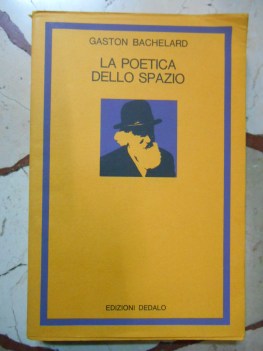 GASTON BACHELARD
LA POETICA
DELLO SPAZIO
EDIZIONI DEDALO